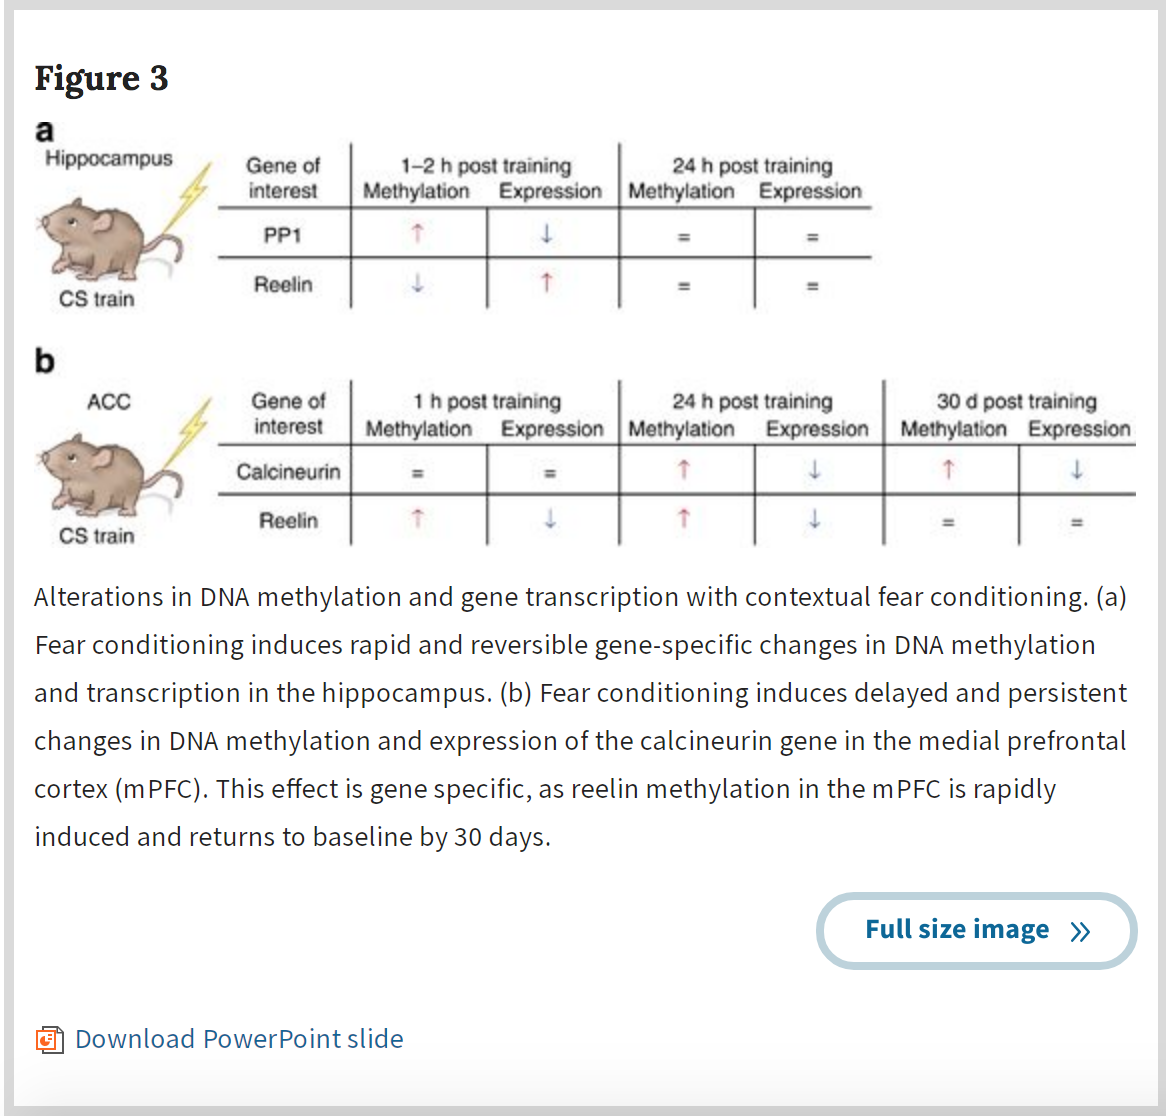 Figure 3
a
Hippocampus
CS train
Gene of interest 1–2 h post training 24 h post training
Methylation Expression Methylation Expression
PP1 ↑ ↓ = =
Reelin ↓ ↑ = =
b
ACC
CS train
Gene of interest 1 h post training 24 h post training 30 d post training
Methylation Expression Methylation Expression Methylation Expression
Calcineurin = = ↑ ↓ ↑ ↓
Reelin ↑ ↓ ↑ ↓ = =
Alterations in DNA methylation and gene transcription with contextual fear conditioning. (a)
Fear conditioning induces rapid and reversible gene-specific changes in DNA methylation
and transcription in the hippocampus. (b) Fear conditioning induces delayed and persistent
changes in DNA methylation and expression of the calcineurin gene in the medial prefrontal
cortex (mPFC). This effect is gene specific, as reelin methylation in the mPFC is rapidly
induced and returns to baseline by 30 days.
Full size image
Download PowerPoint slide